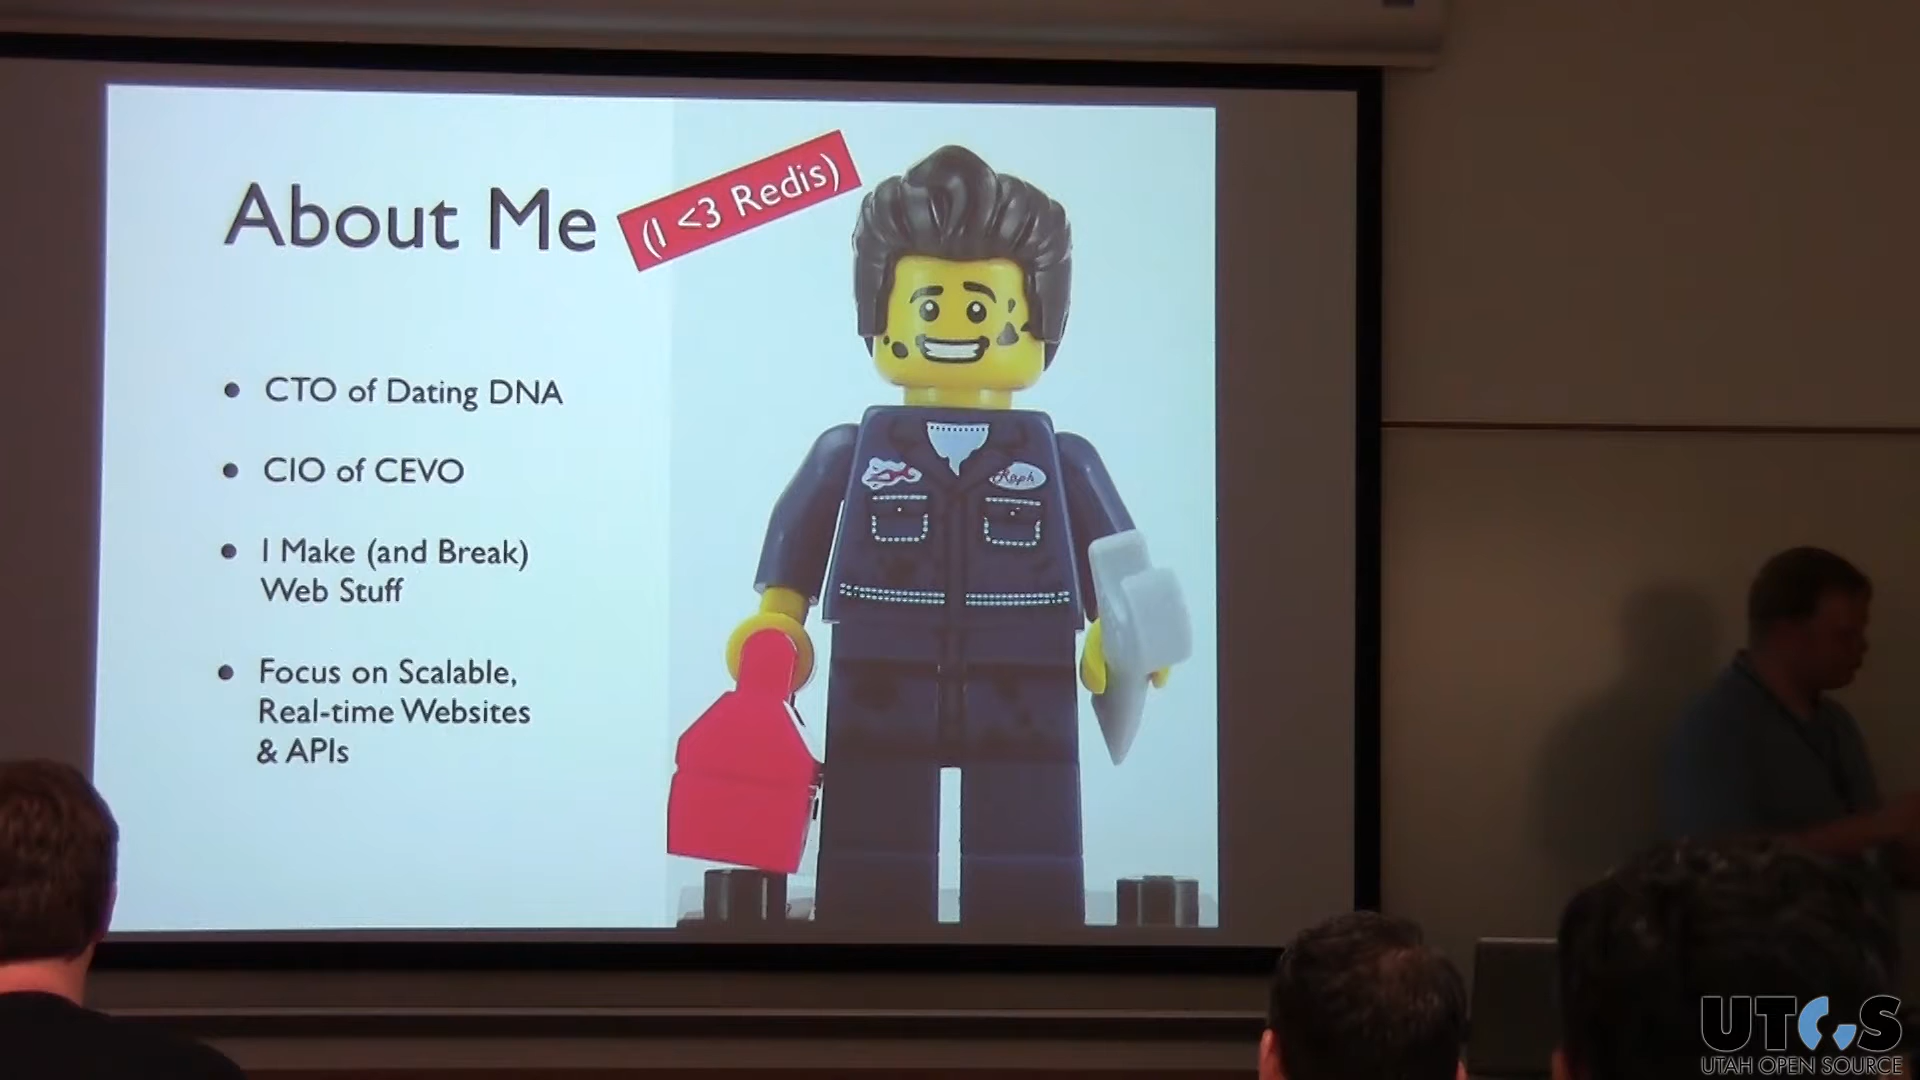 About Me
(I <3 Redis)
• CTO of Dating DNA
• CIO of CEVO
• I Make (and Break)
Web Stuff
• Focus on Scalable,
Real-time Websites
& APIs
Raph
UTOS
UTAH OPEN SOURCE